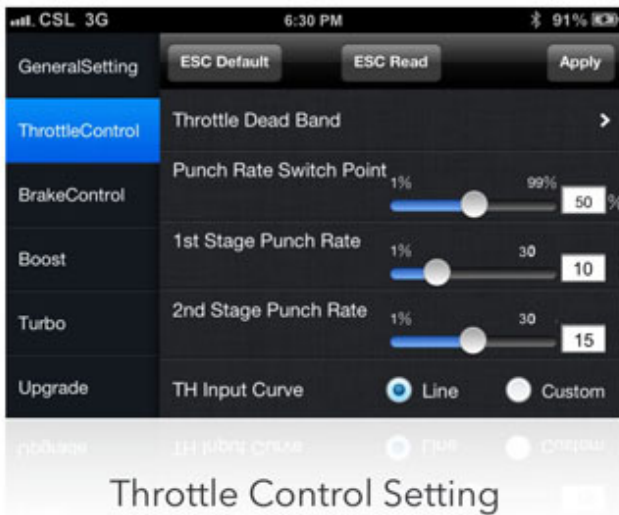 CSL 3G 6:30 PM 91%
GeneralSetting
ESC Default ESC Read Apply
ThrottleControl
Throttle Dead Band
BrakeControl
Punch Rate Switch Point 1% 99% 50 %
Boost
1st Stage Punch Rate 1% 30 10
Turbo
2nd Stage Punch Rate 1% 30 15
Upgrade
TH Input Curve Line Custom
Throttle Control Setting